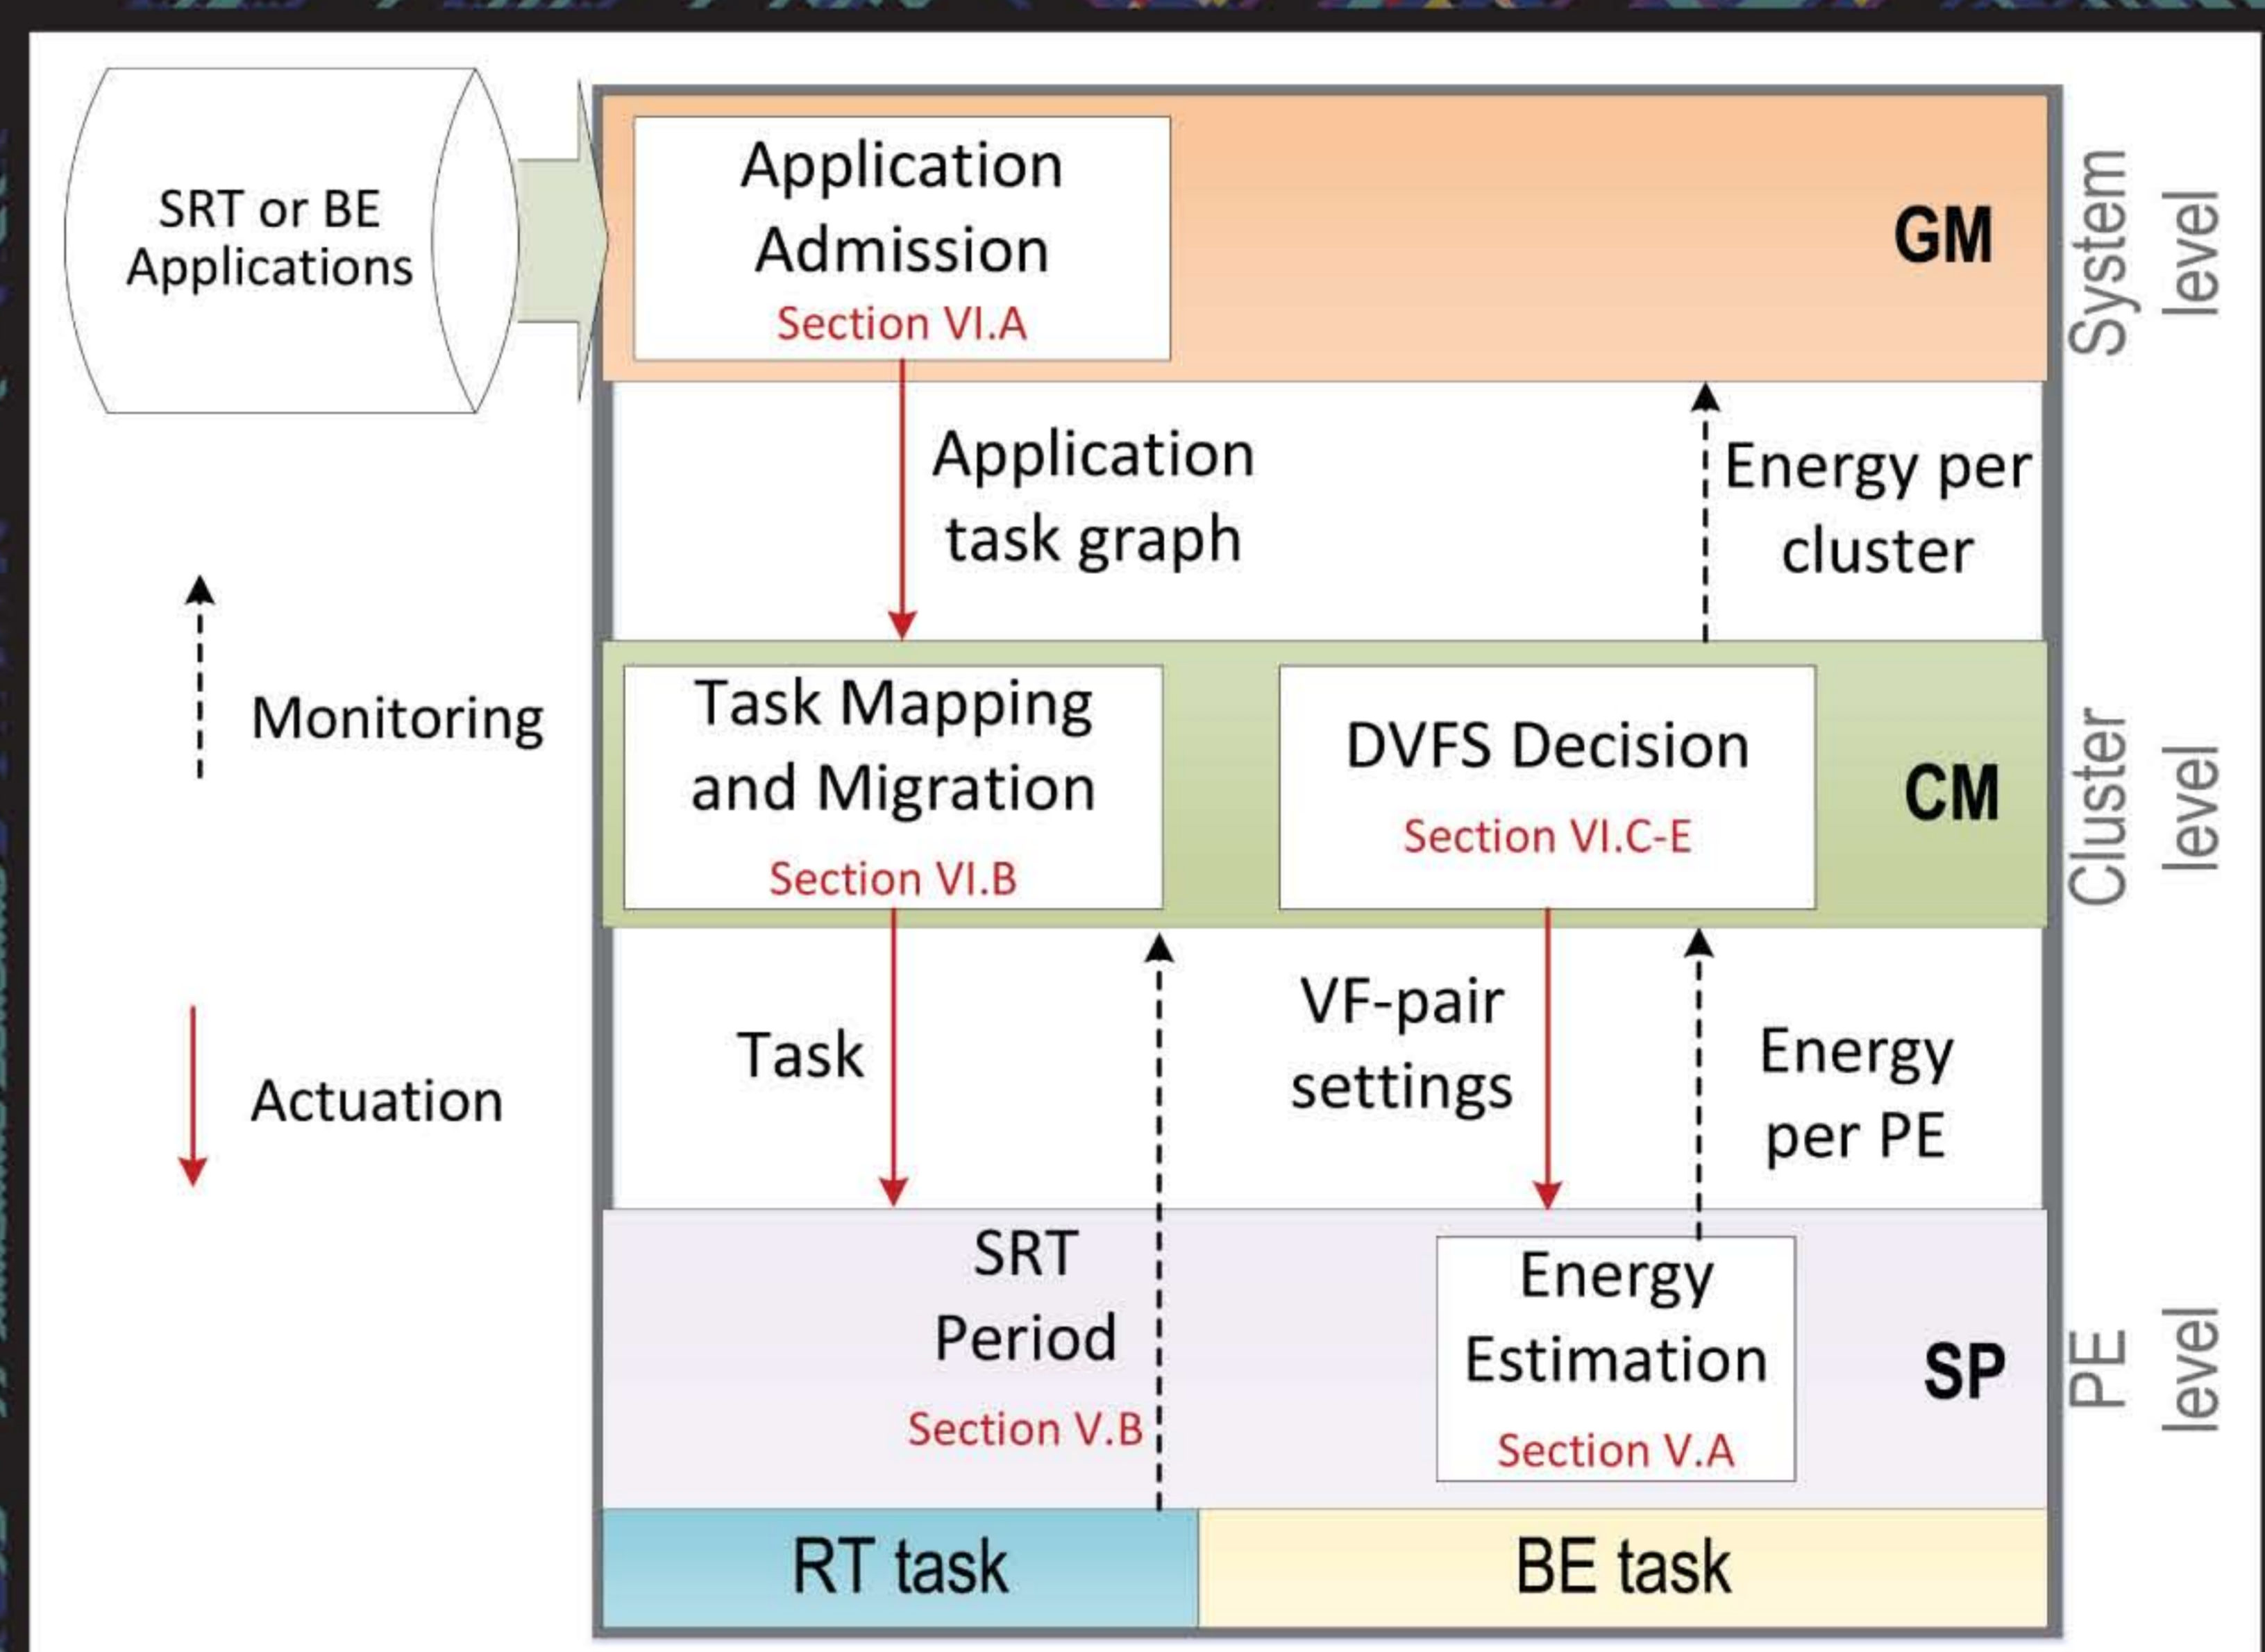 SRT or BE
Applications
Application
Admission
Section VI.A
GM
System
level
Application
task graph
Energy per
cluster
Monitoring
Actuation
Task Mapping
and Migration
Section VI.B
DVFS Decision
Section VI.C-E
CM
Cluster
level
Task
VF-pair
settings
Energy
per PE
SRT
Period
Section V.B
Energy
Estimation
Section V.A
SP
PE
level
RT task
BE task